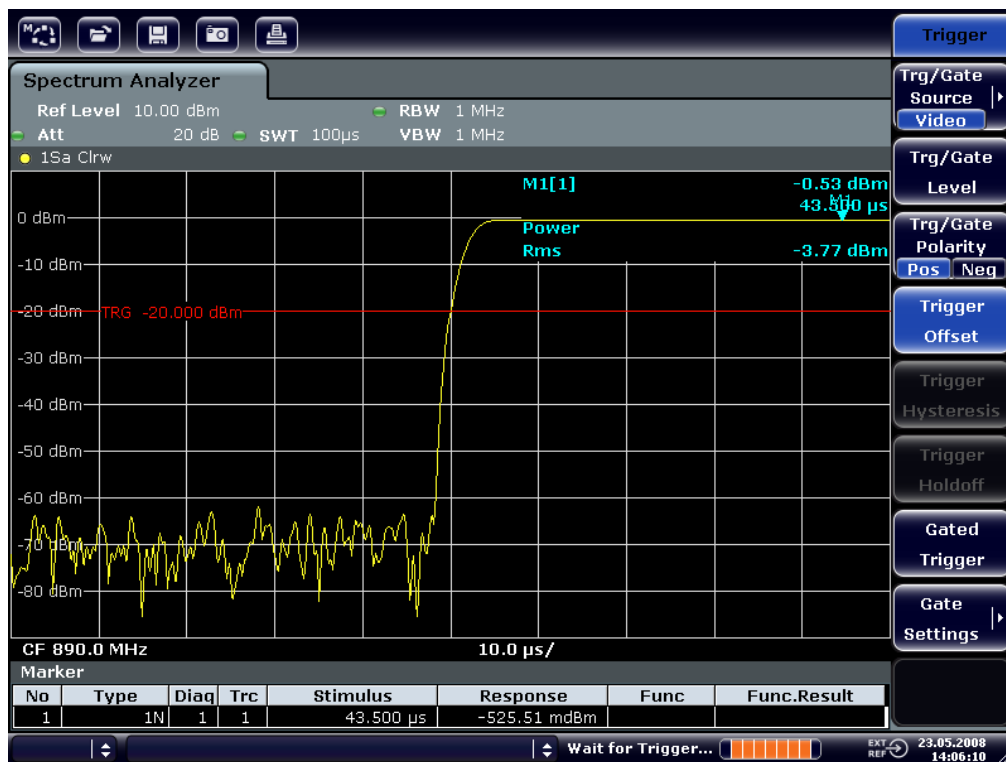 Trigger
Spectrum Analyzer
Ref Level 10.00 dBm RBW 1 MHz
Att 20 dB SWT 100µs VBW 1 MHz
1Sa Clrw
M1[1] -0.53 dBm
43.500 µs
M1
Power
Rms -3.77 dBm
0 dBm
-10 dBm
-20 dBm
TRG -20.000 dBm
-30 dBm
-40 dBm
-50 dBm
-60 dBm
-70 dBm
-80 dBm
CF 890.0 MHz 10.0 µs/
Marker
No Type Diag Trc Stimulus Response Func Func.Result
1 1N 1 1 43.500 µs -525.51 mdBm
Wait for Trigger...
EXT
REF
23.05.2008
14:06:10
Trg/Gate
Source
Video
Trg/Gate
Level
Trg/Gate
Polarity
Pos Neg
Trigger
Offset
Trigger
Hysteresis
Trigger
Holdoff
Gated
Trigger
Gate
Settings